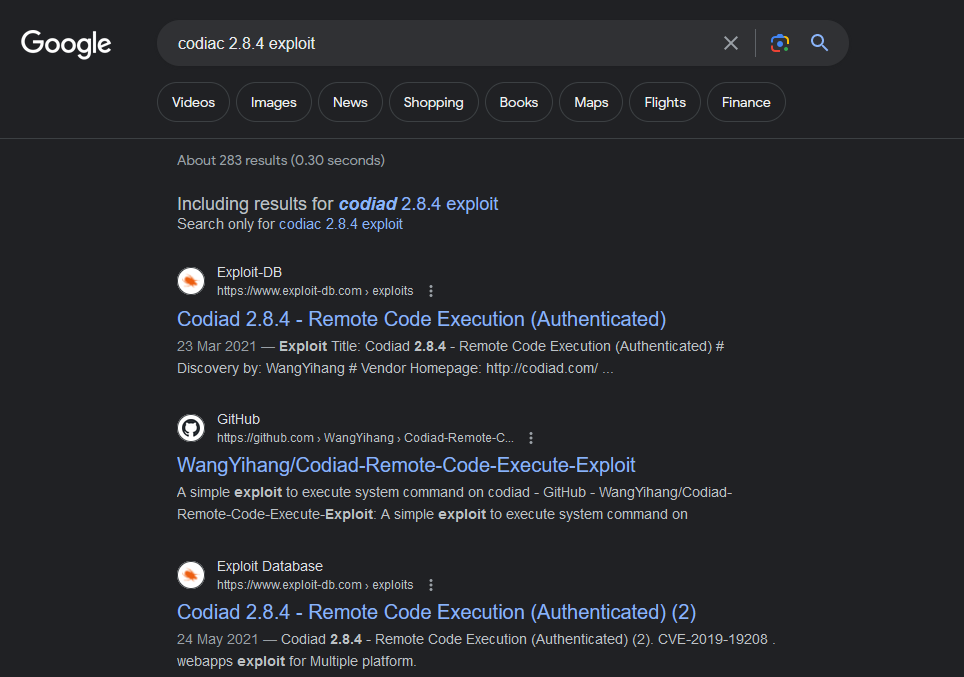 Google
codiac 2.8.4 exploit
Videos Images News Shopping Books Maps Flights Finance
About 283 results (0.30 seconds)
Including results for codiad 2.8.4 exploit
Search only for codiac 2.8.4 exploit
Exploit-DB
https://www.exploit-db.com › exploits
Codiad 2.8.4 - Remote Code Execution (Authenticated)
23 Mar 2021 — Exploit Title: Codiad 2.8.4 - Remote Code Execution (Authenticated) #
Discovery by: WangYihang # Vendor Homepage: http://codiad.com/ ...
GitHub
https://github.com › WangYihang › Codiad-Remote-C...
WangYihang/Codiad-Remote-Code-Execute-Exploit
A simple exploit to execute system command on codiad - GitHub - WangYihang/Codiad-
Remote-Code-Execute-Exploit: A simple exploit to execute system command on
Exploit Database
https://www.exploit-db.com › exploits
Codiad 2.8.4 - Remote Code Execution (Authenticated) (2)
24 May 2021 — Codiad 2.8.4 - Remote Code Execution (Authenticated) (2). CVE-2019-19208 .
webapps exploit for Multiple platform.